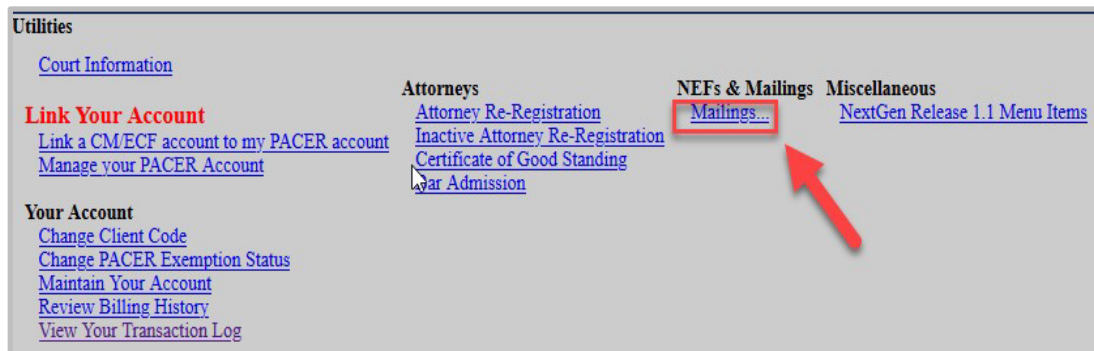 Utilities
Court Information
Link Your Account
Link a CM/ECF account to my PACER account
Manage your PACER Account
Your Account
Change Client Code
Change PACER Exemption Status
Maintain Your Account
Review Billing History
View Your Transaction Log
Attorneys
Attorney Re-Registration
Inactive Attorney Re-Registration
Certificate of Good Standing
Bar Admission
NEFs & Mailings
Mailings...
Miscellaneous
NextGen Release 1.1 Menu Items